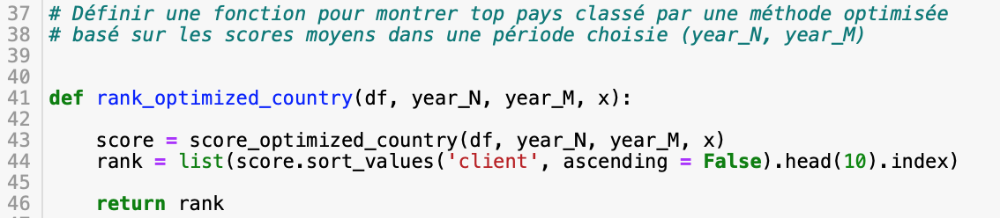 37 # Définir une fonction pour montrer top pays classé par une méthode optimisée
38 # basé sur les scores moyens dans une période choisie (year_N, year_M)
39
40
41 def rank_optimized_country(df, year_N, year_M, x):
42
43     score = score_optimized_country(df, year_N, year_M, x)
44     rank = list(score.sort_values('client', ascending = False).head(10).index)
45
46     return rank